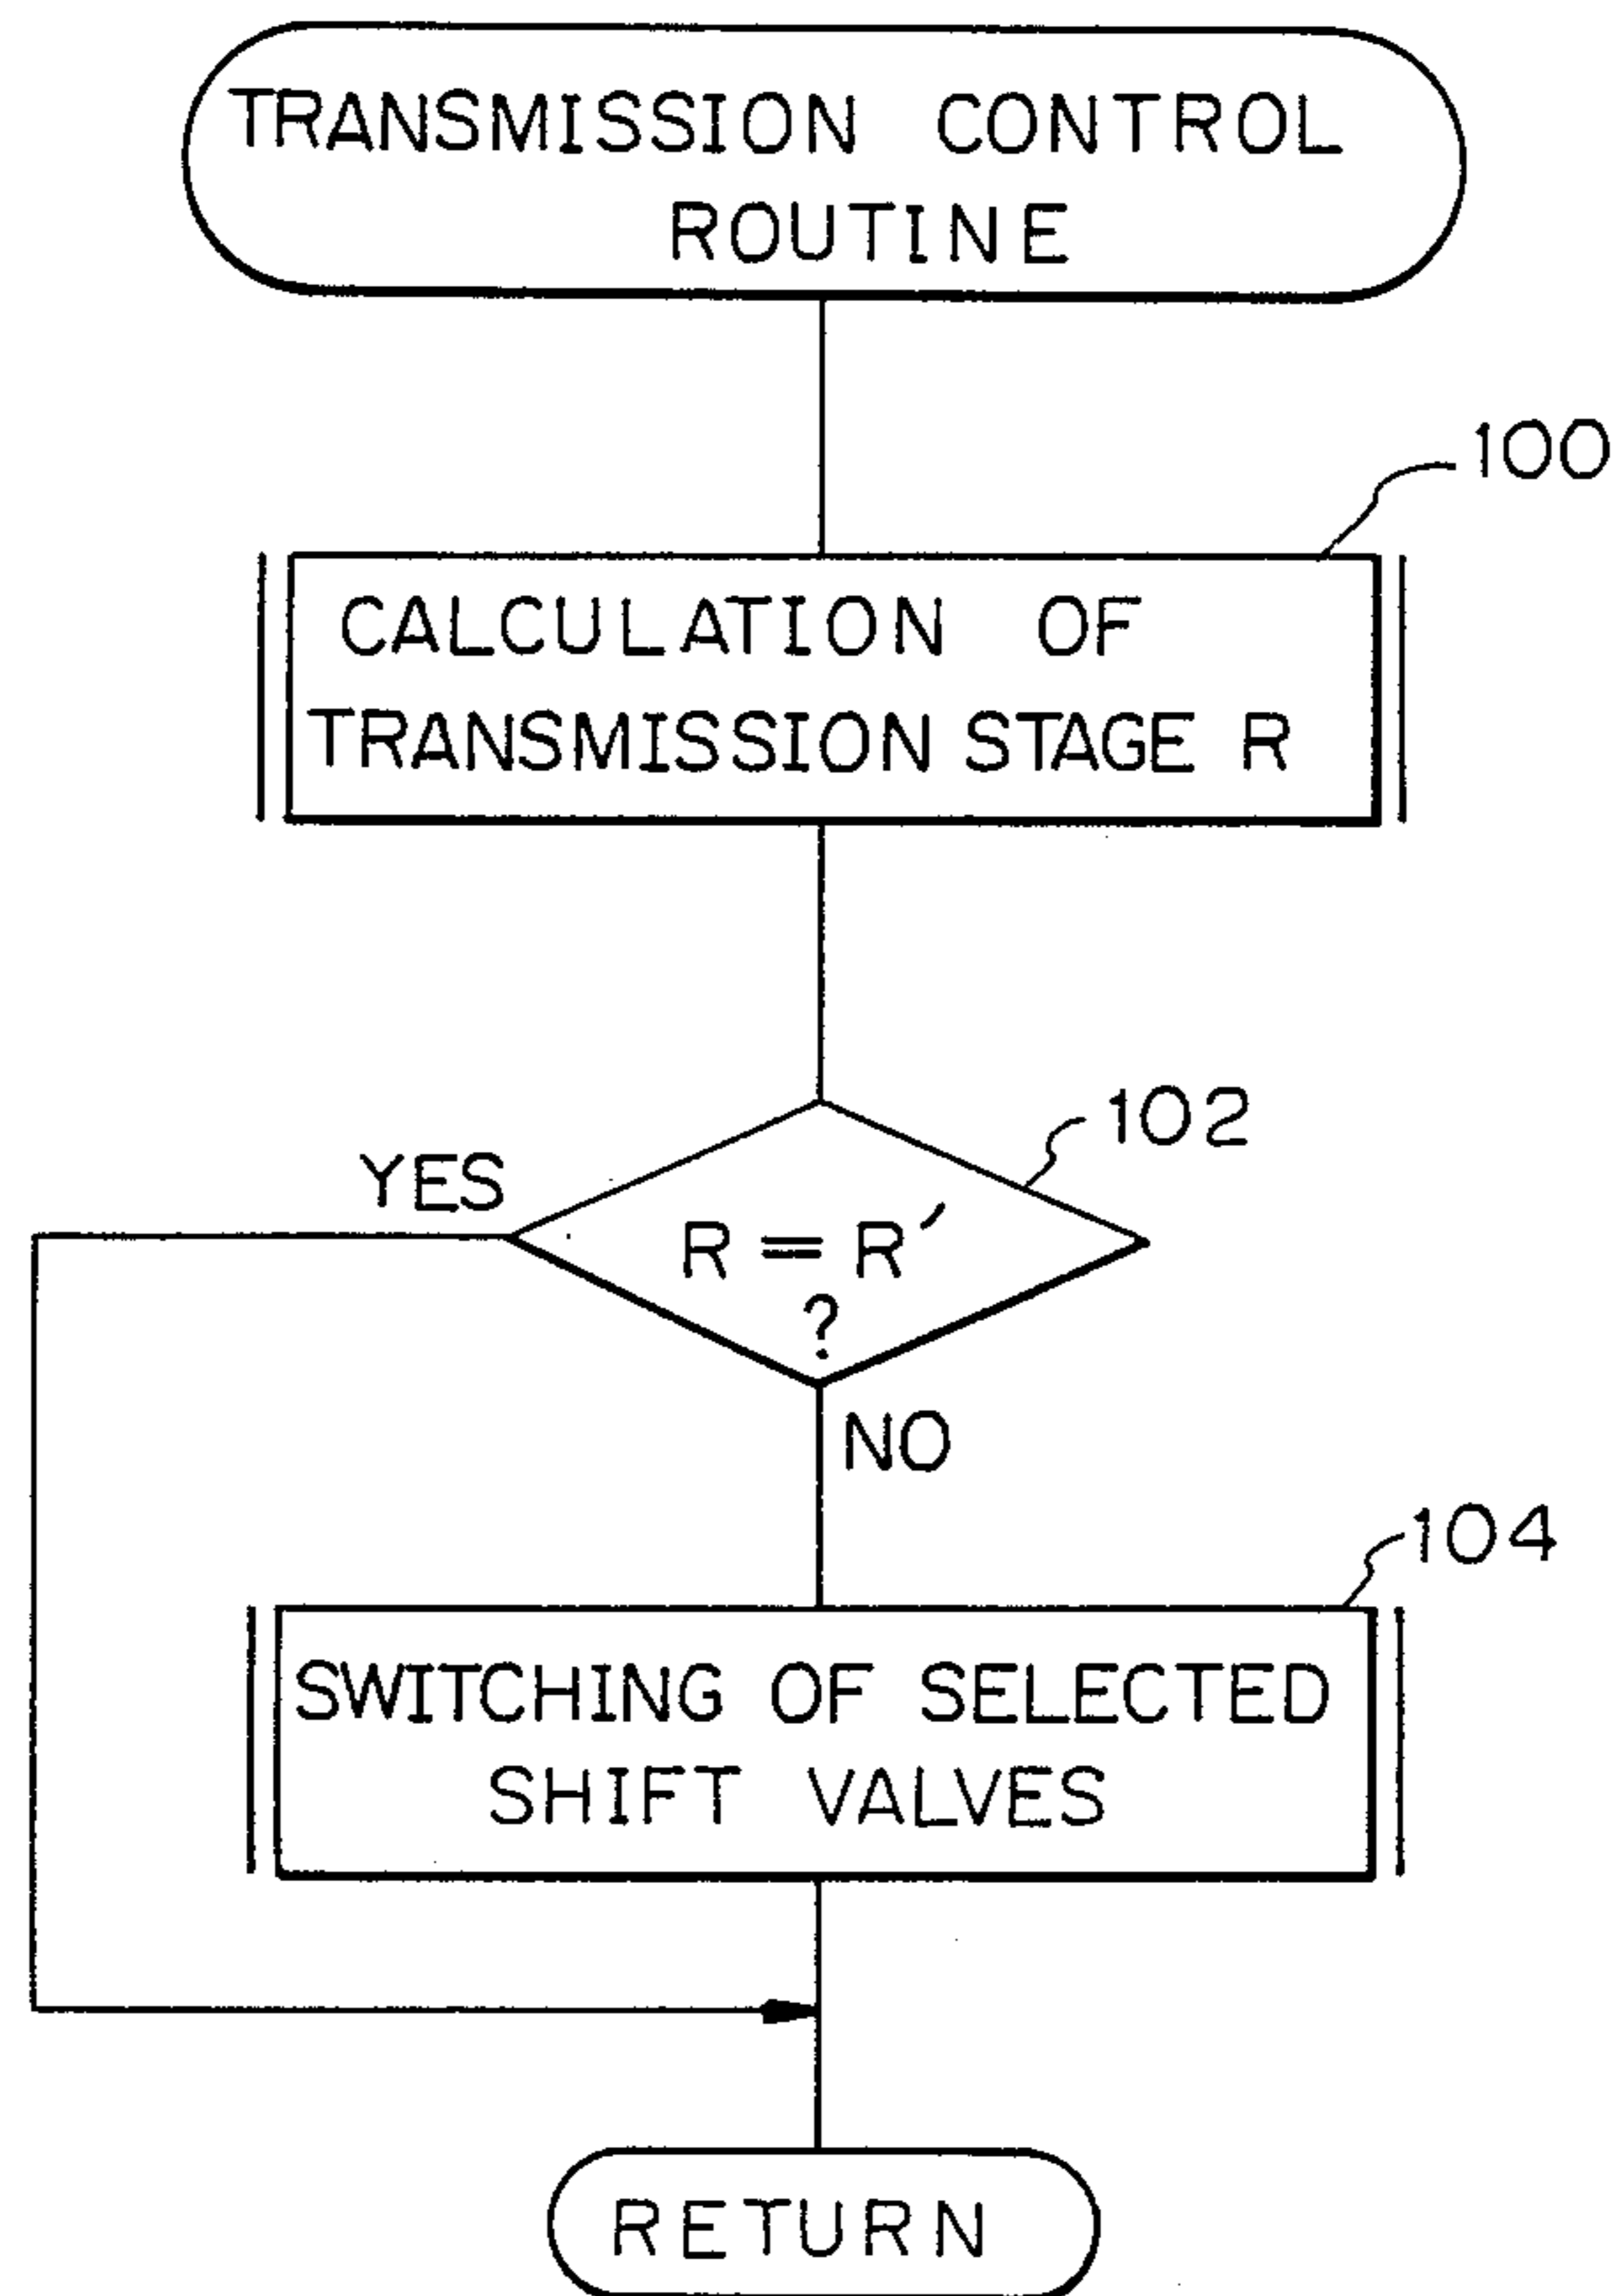 TRANSMISSION CONTROL
ROUTINE
100
CALCULATION OF
TRANSMISSION STAGE R
102
YES
R = R′
?
NO
104
SWITCHING OF SELECTED
SHIFT VALVES
RETURN